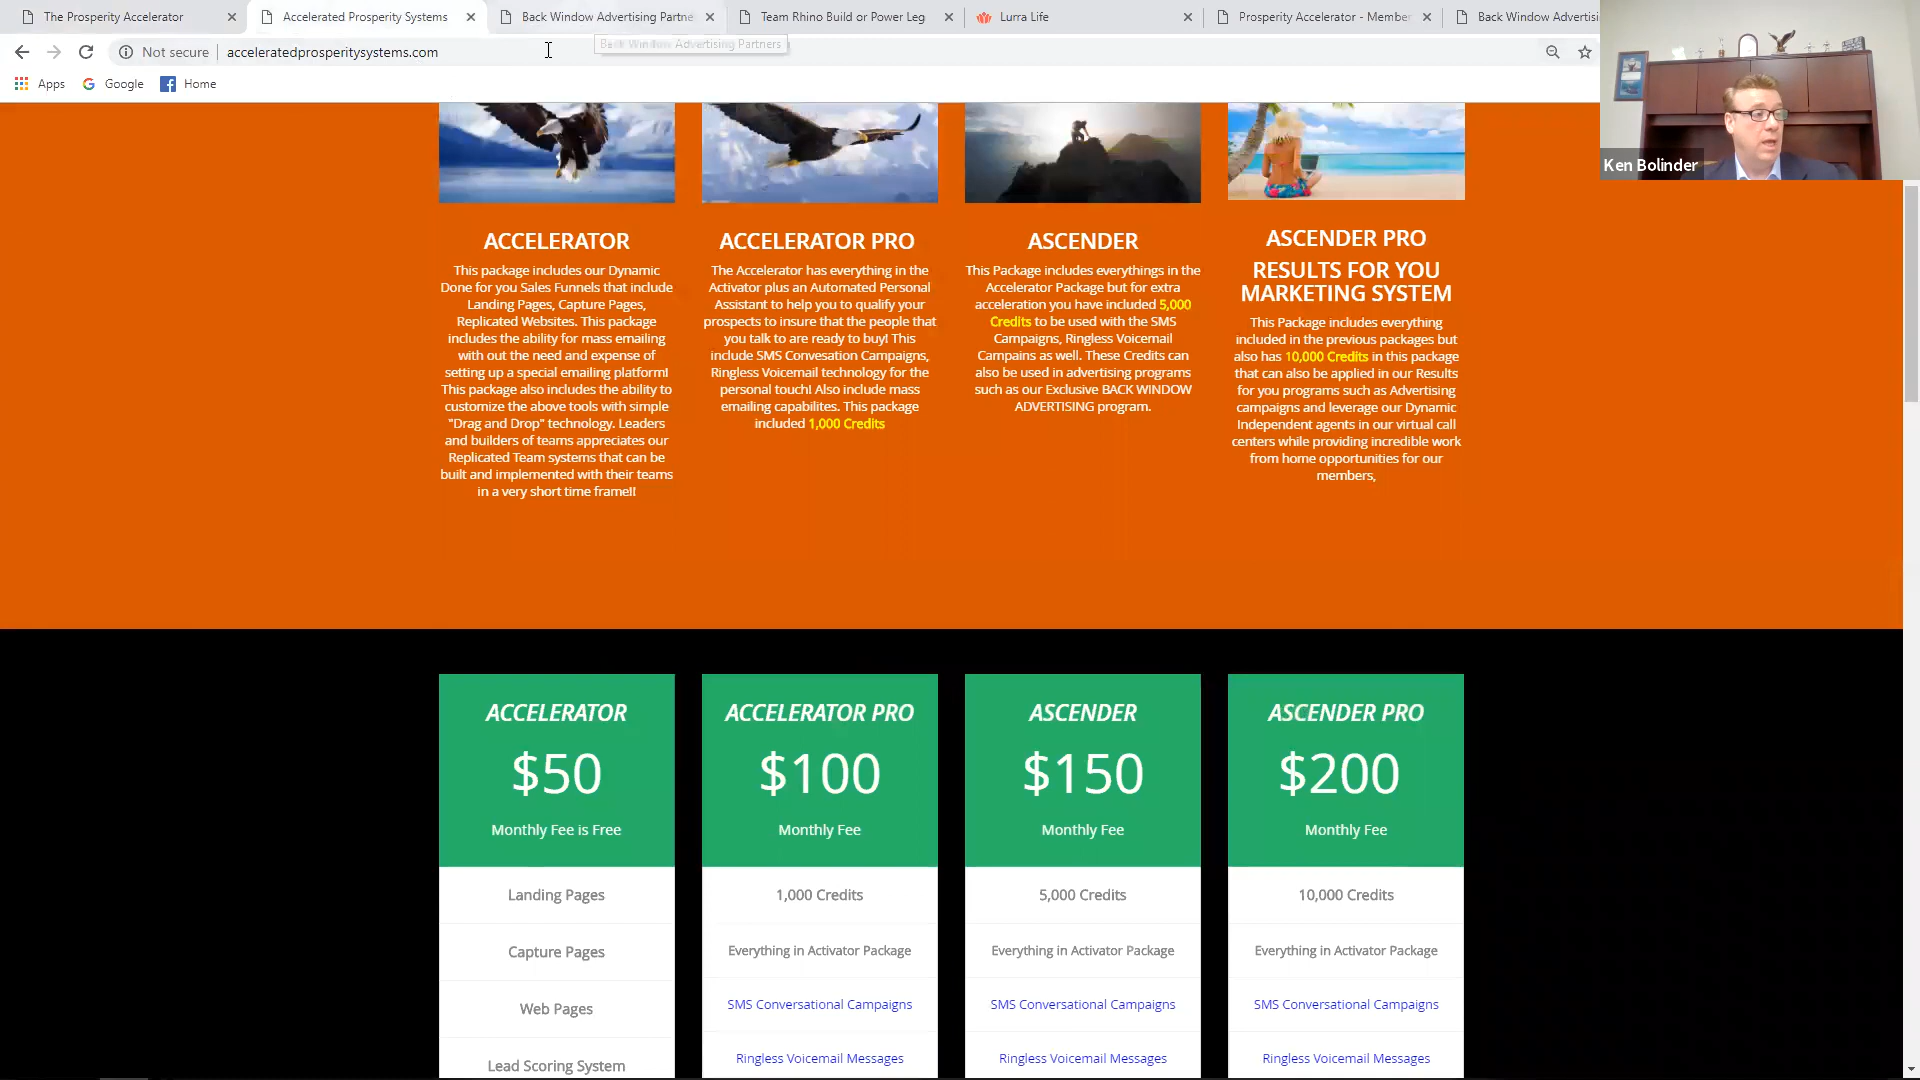 The Prosperity Accelerator
Accelerated Prosperity Systems
Back Window Advertising Partne
Team Rhino Build or Power Leg
Lurra Life
Prosperity Accelerator - Member
Back Window Advertisi
Not secure
acceleratedprosperitysystems.com
Back Window Advertising Partners
Apps
Google
Home
Ken Bolinder
ACCELERATOR
This package includes our Dynamic
Done for you Sales Funnels that include
Landing Pages, Capture Pages,
Replicated Websites. This package
includes the ability for mass emailing
with out the need and expense of
setting up a special emailing platform!
This package also includes the ability to
customize the above tools with simple
"Drag and Drop" technology. Leaders
and builders of teams appreciates our
Replicated Team systems that can be
built and implemented with their teams
in a very short time frame!!
ACCELERATOR PRO
The Accelerator has everything in the
Activator plus an Automated Personal
Assistant to help you to qualify your
prospects to insure that the people that
you talk to are ready to buy! This
include SMS Convesation Campaigns,
Ringless Voicemail technology for the
personal touch! Also include mass
emailing capabilites. This package
included 1,000 Credits
ASCENDER
This Package includes everythings in the
Accelerator Package but for extra
acceleration you have included 5,000
Credits to be used with the SMS
Campaigns, Ringless Voicemail
Campains as well. These Credits can
also be used in advertising programs
such as our Exclusive BACK WINDOW
ADVERTISING program.
ASCENDER PRO
RESULTS FOR YOU
MARKETING SYSTEM
This Package includes everything
included in the previous packages but
also has 10,000 Credits in this package
that can also be applied in our Results
for you programs such as Advertising
campaigns and leverage our Dynamic
Independent agents in our virtual call
centers while providing incredible work
from home opportunities for our
members,
ACCELERATOR
$50
Monthly Fee is Free
Landing Pages
Capture Pages
Web Pages
Lead Scoring System
ACCELERATOR PRO
$100
Monthly Fee
1,000 Credits
Everything in Activator Package
SMS Conversational Campaigns
Ringless Voicemail Messages
ASCENDER
$150
Monthly Fee
5,000 Credits
Everything in Activator Package
SMS Conversational Campaigns
Ringless Voicemail Messages
ASCENDER PRO
$200
Monthly Fee
10,000 Credits
Everything in Activator Package
SMS Conversational Campaigns
Ringless Voicemail Messages